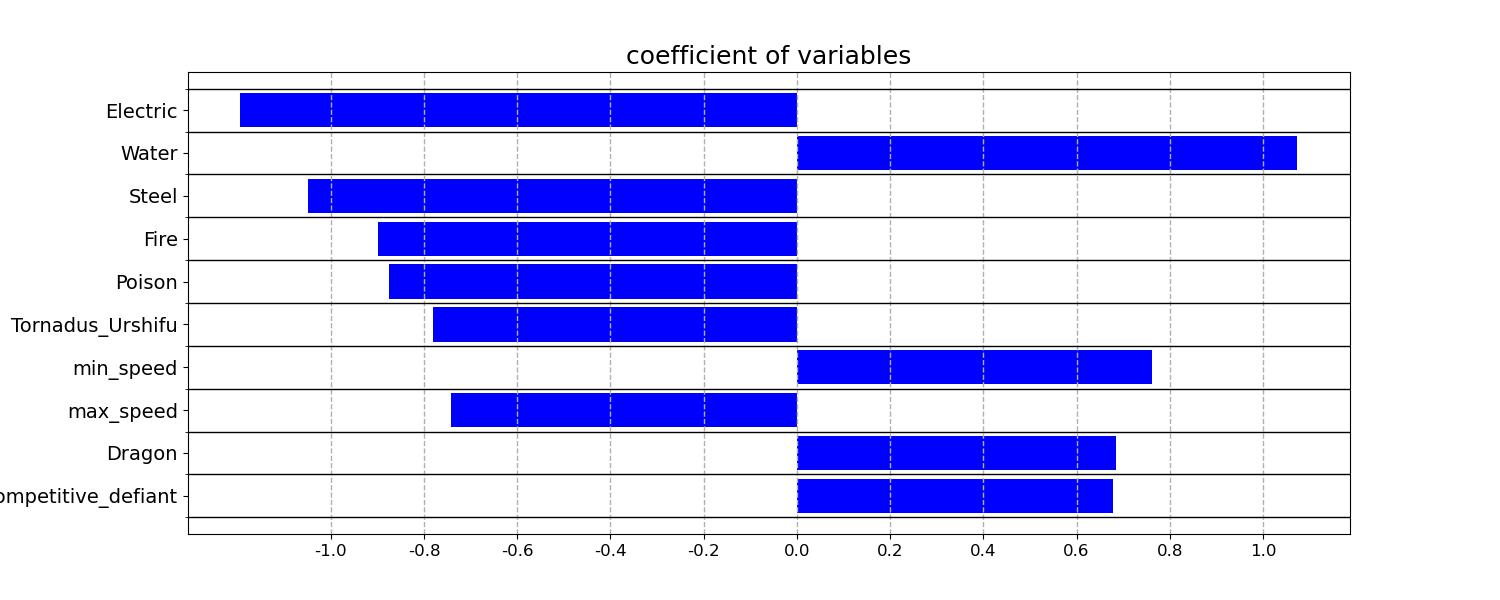 coefficient of variables
Electric
Water
Steel
Fire
Poison
Tornadus_Urshifu
min_speed
max_speed
Dragon
ompetitive_defiant
-1.0 -0.8 -0.6 -0.4 -0.2 0.0 0.2 0.4 0.6 0.8 1.0